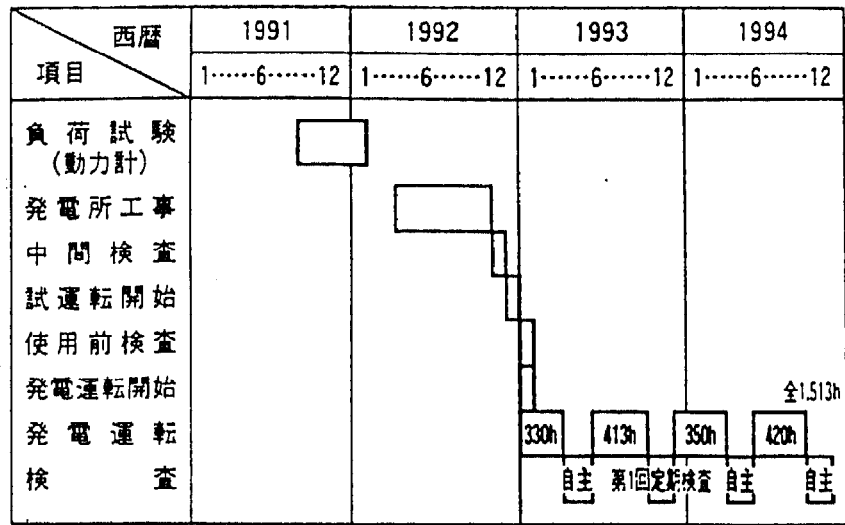 西暦 1991 1992 1993 1994
項目 1……6……12 1……6……12 1……6……12 1……6……12
負荷試験
(動力計)
発電所工事
中間検査
試運転開始
使用前検査
発電運転開始 全1,513h
発電運転 330h 413h 350h 420h
検査 自主 第1回定期検査 自主 自主